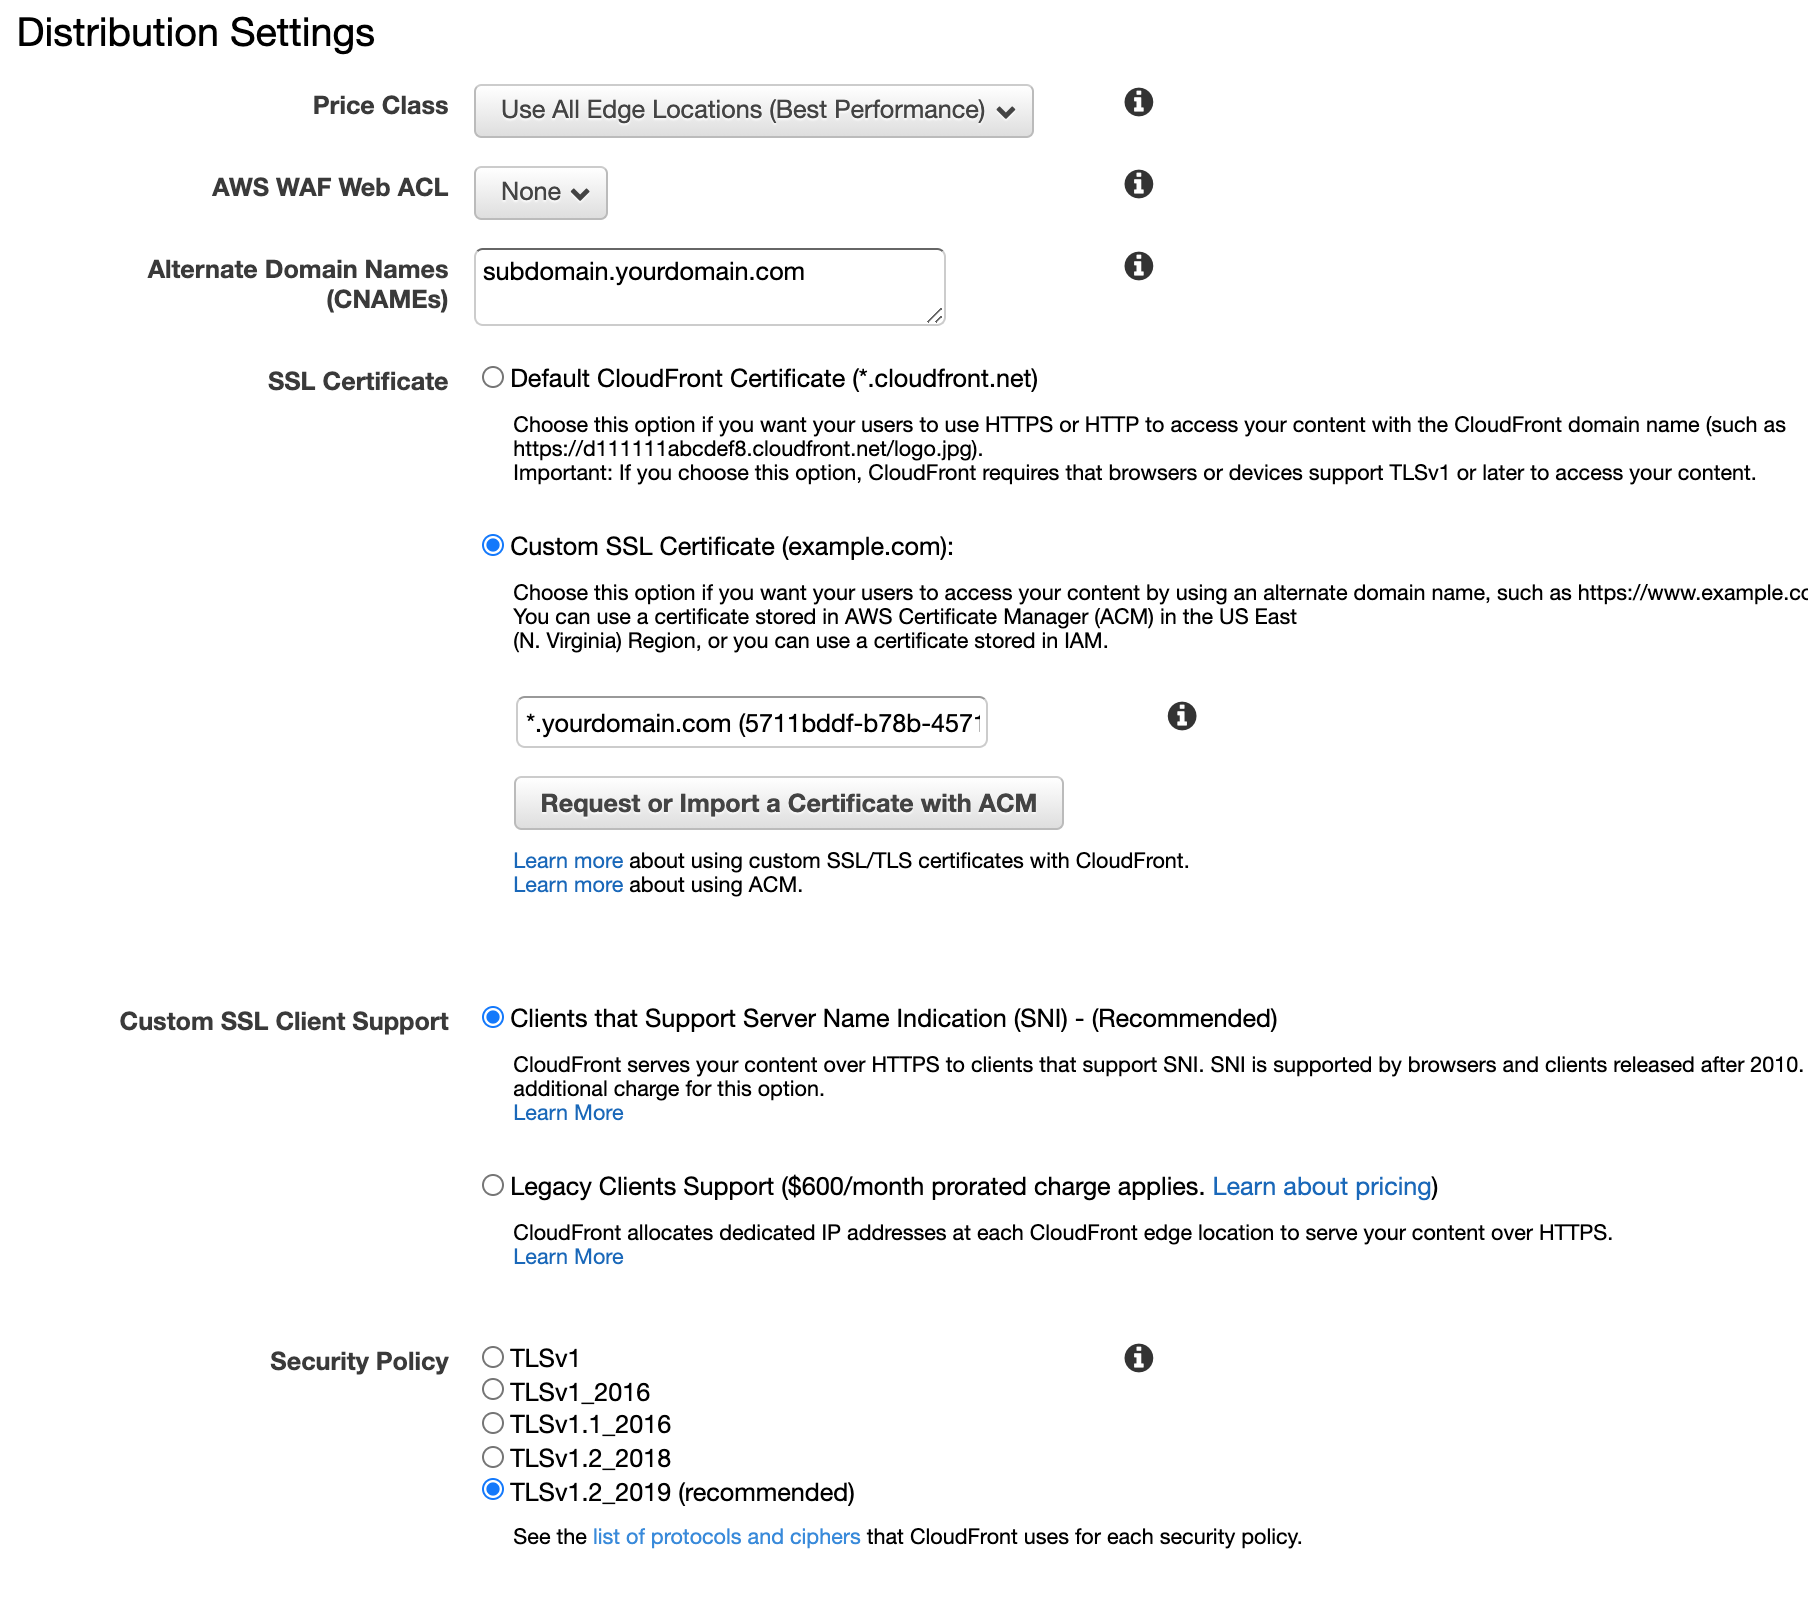 Distribution Settings
Price Class
Use All Edge Locations (Best Performance)
AWS WAF Web ACL
None
Alternate Domain Names
(CNAMEs)
subdomain.yourdomain.com
SSL Certificate
Default CloudFront Certificate (*.cloudfront.net)
Choose this option if you want your users to use HTTPS or HTTP to access your content with the CloudFront domain name (such as
https://d111111abcdef8.cloudfront.net/logo.jpg).
Important: If you choose this option, CloudFront requires that browsers or devices support TLSv1 or later to access your content.
Custom SSL Certificate (example.com):
Choose this option if you want your users to access your content by using an alternate domain name, such as https://www.example.co
You can use a certificate stored in AWS Certificate Manager (ACM) in the US East
(N. Virginia) Region, or you can use a certificate stored in IAM.
*.yourdomain.com (5711bddf-b78b-4571
Request or Import a Certificate with ACM
Learn more about using custom SSL/TLS certificates with CloudFront.
Learn more about using ACM.
Custom SSL Client Support
Clients that Support Server Name Indication (SNI) - (Recommended)
CloudFront serves your content over HTTPS to clients that support SNI. SNI is supported by browsers and clients released after 2010.
additional charge for this option.
Learn More
Legacy Clients Support ($600/month prorated charge applies. Learn about pricing)
CloudFront allocates dedicated IP addresses at each CloudFront edge location to serve your content over HTTPS.
Learn More
Security Policy
TLSv1
TLSv1_2016
TLSv1.1_2016
TLSv1.2_2018
TLSv1.2_2019 (recommended)
See the list of protocols and ciphers that CloudFront uses for each security policy.